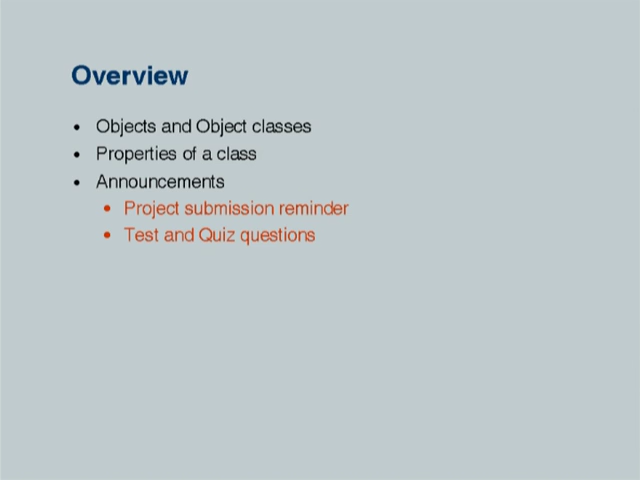 Overview
• Objects and Object classes
• Properties of a class
• Announcements
• Project submission reminder
• Test and Quiz questions